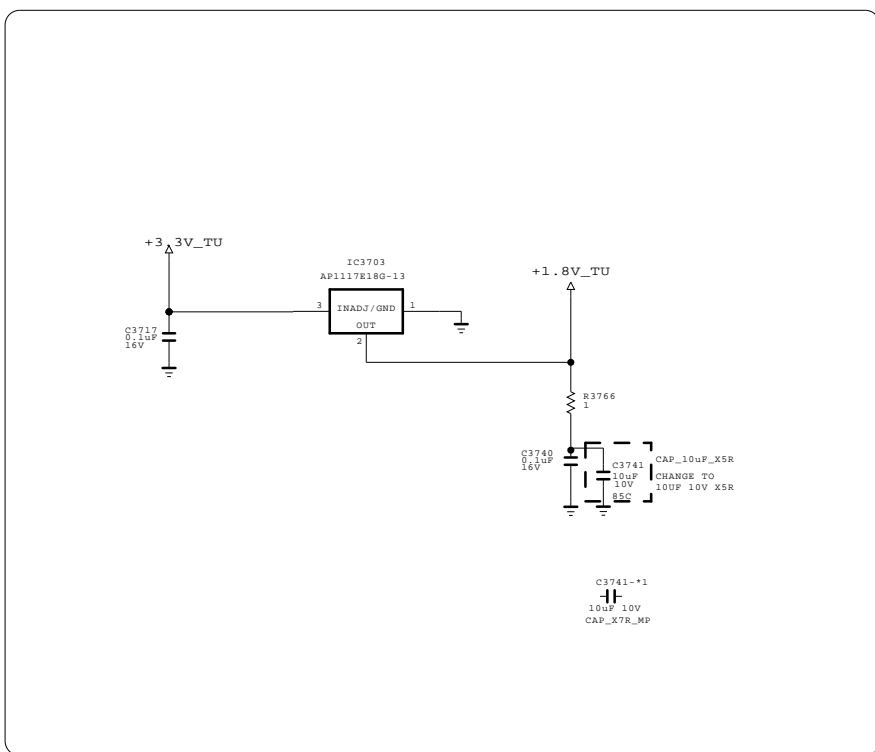 +3.3V_TU
IC3703
AP1117E18G-13
+1.8V_TU
3
INADJ/GND
1
OUT
2
C3717
0.1uF
16V
R3766
1
C3740
0.1uF
16V
C3741
10uF
10V
85C
CAP_10uF_X5R
CHANGE TO
10UF 10V X5R
C3741-*1
10uF 10V
CAP_X7R_MP